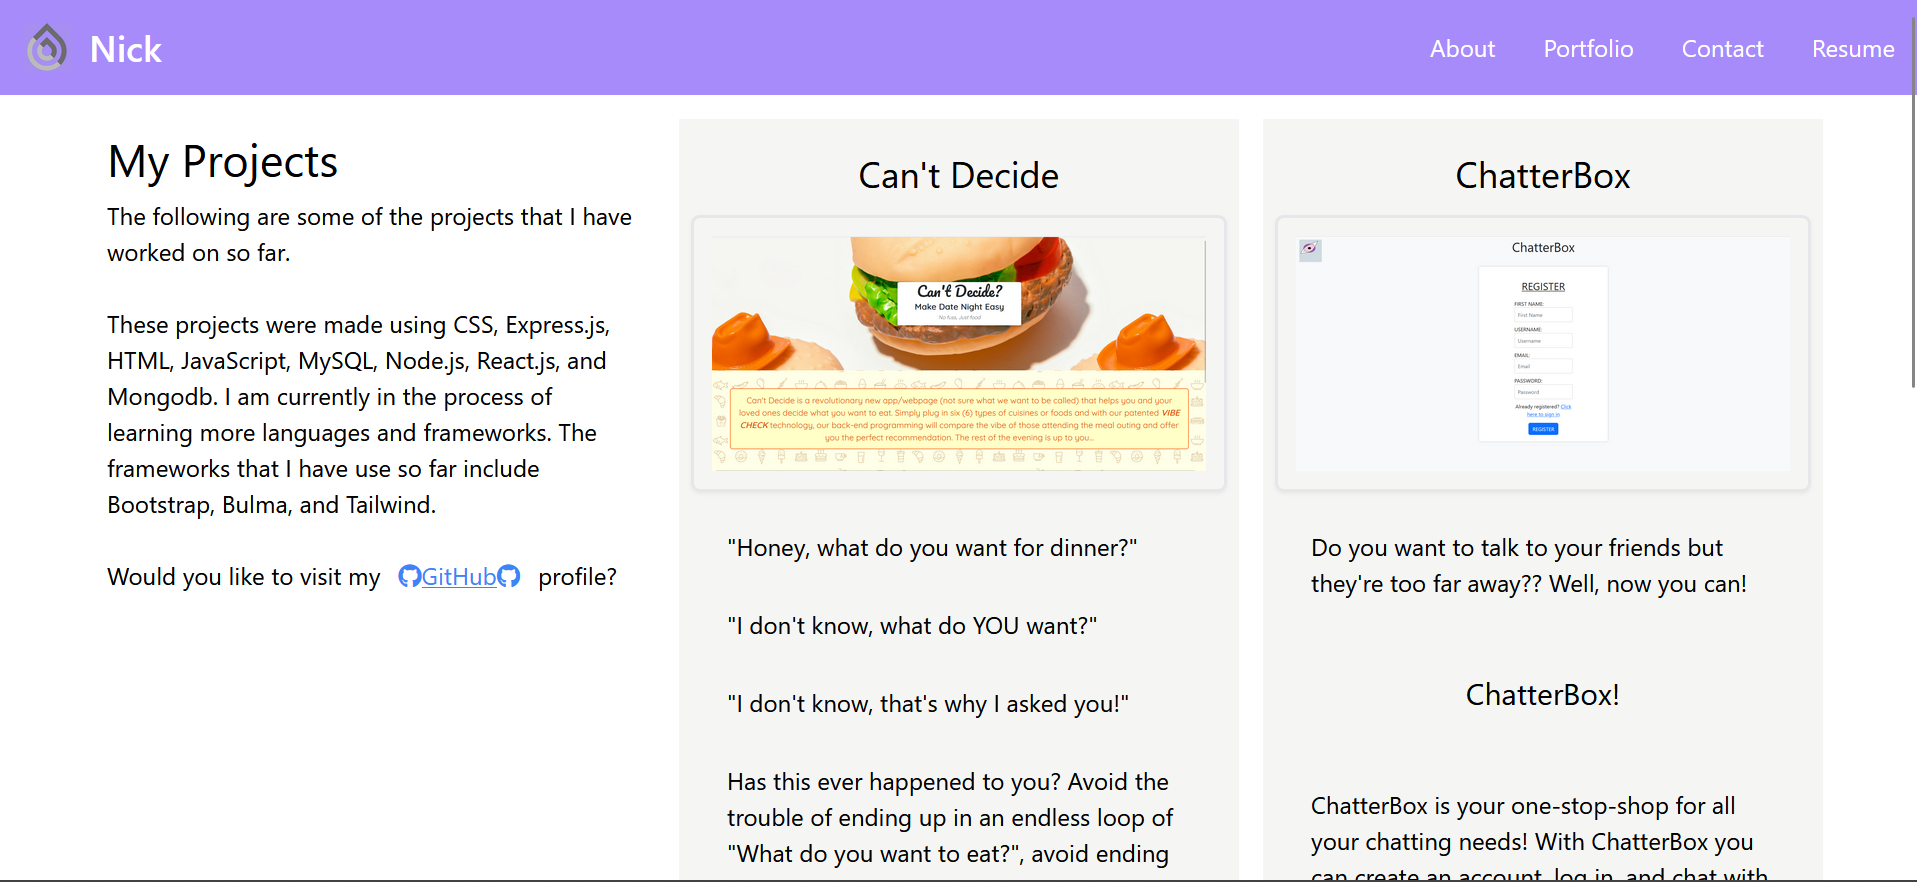 Nick
About
Portfolio
Contact
Resume
My Projects
The following are some of the projects that I have
worked on so far.
These projects were made using CSS, Express.js,
HTML, JavaScript, MySQL, Node.js, React.js, and
Mongodb. I am currently in the process of
learning more languages and frameworks. The
frameworks that I have use so far include
Bootstrap, Bulma, and Tailwind.
Would you like to visit my GitHub profile?
Can't Decide
Can't Decide?
Make Date Night Easy
No fuss, Just food
Can't Decide is a revolutionary new app/webpage (not sure what we want to be called) that helps you and your
loved ones decide what you want to eat. Simply plug in six (6) types of cuisines or foods and with our patented VIBE
CHECK technology, our back-end programming will compare the vibe of those attending the meal outing and offer
you the perfect recommendation. The rest of the evening is up to you...
"Honey, what do you want for dinner?"
"I don't know, what do YOU want?"
"I don't know, that's why I asked you!"
Has this ever happened to you? Avoid the
trouble of ending up in an endless loop of
"What do you want to eat?", avoid ending
ChatterBox
ChatterBox
REGISTER
FIRST NAME:
First Name
USERNAME:
Username
EMAIL:
Email
PASSWORD:
Password
Already registered? Click
here to sign in
REGISTER
Do you want to talk to your friends but
they're too far away?? Well, now you can!
ChatterBox!
ChatterBox is your one-stop-shop for all
your chatting needs! With ChatterBox you
can create an account, log in, and chat with